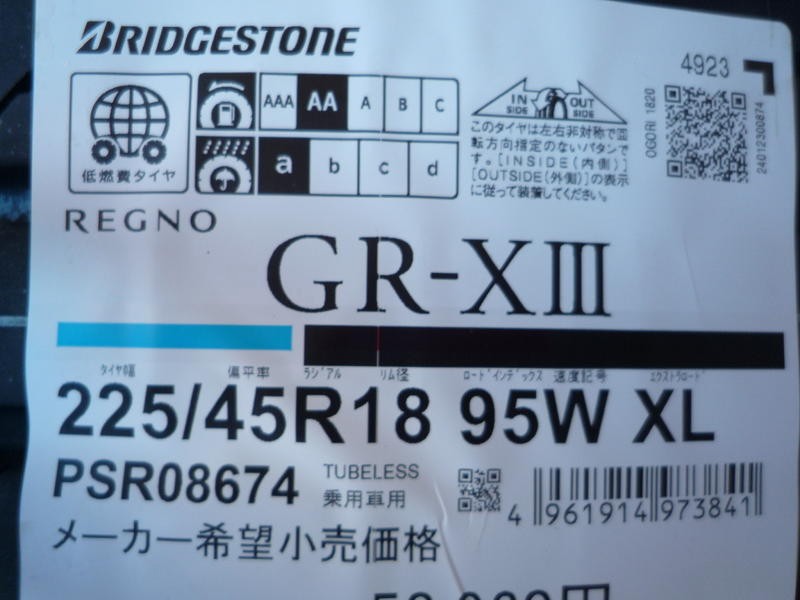 BRIDGESTONE
4923
AAA AA A B C
IN SIDE OUT SIDE
OGORI 1820
24012300874
このタイヤは左右非対称で回
転方向指定のないパタンで
す。[INSIDE(内側)]
[OUTSIDE(外側)]の表示
に従って装着してください。
低燃費タイヤ
a b c d
REGNO
GR-XIII
タイヤ幅 偏平率 ラジアル リム径 ロードインデックス 速度記号 エクストラロード
225/45R18 95W XL
PSR08674
TUBELESS
乗用車用
4 961914 973841
メーカー希望小売価格